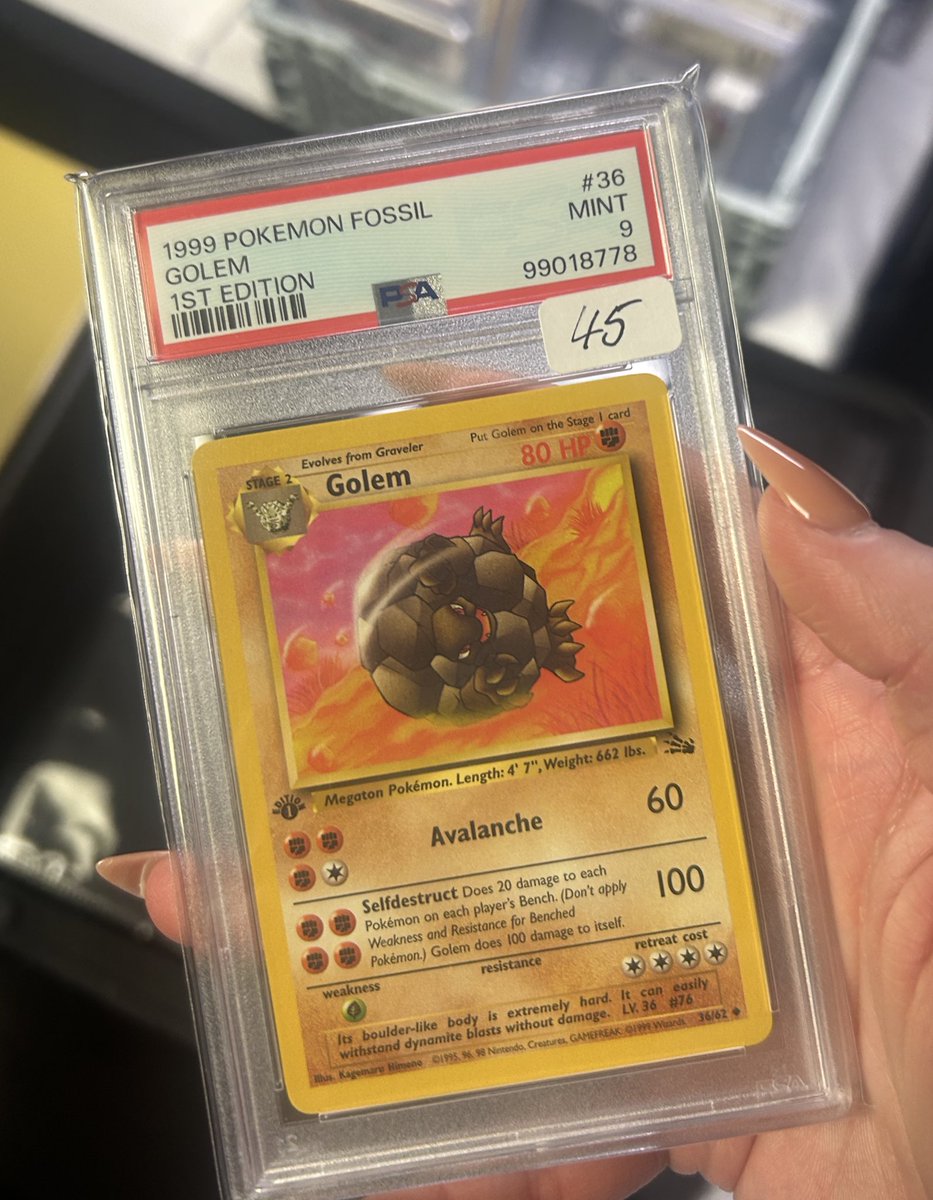 1999 POKEMON FOSSIL #36
GOLEM MINT
1ST EDITION 9
PSA 99018778
45
Evolves from Graveler Put Golem on the Stage 1 card
STAGE 2 Golem 80 HP
Megaton Pokémon. Length: 4' 7", Weight: 662 lbs.
EDITION 1
Avalanche 60
Selfdestruct Does 20 damage to each
Pokémon on each player's Bench. (Don't apply 100
Weakness and Resistance for Benched
Pokémon.) Golem does 100 damage to itself.
weakness resistance retreat cost
Its boulder-like body is extremely hard. It can easily
withstand dynamite blasts without damage. LV. 36 #76
Illus. Kagemaru Himeno ©1995, 96, 98 Nintendo, Creatures, GAMEFREAK. ©1999 Wizards. 36/62